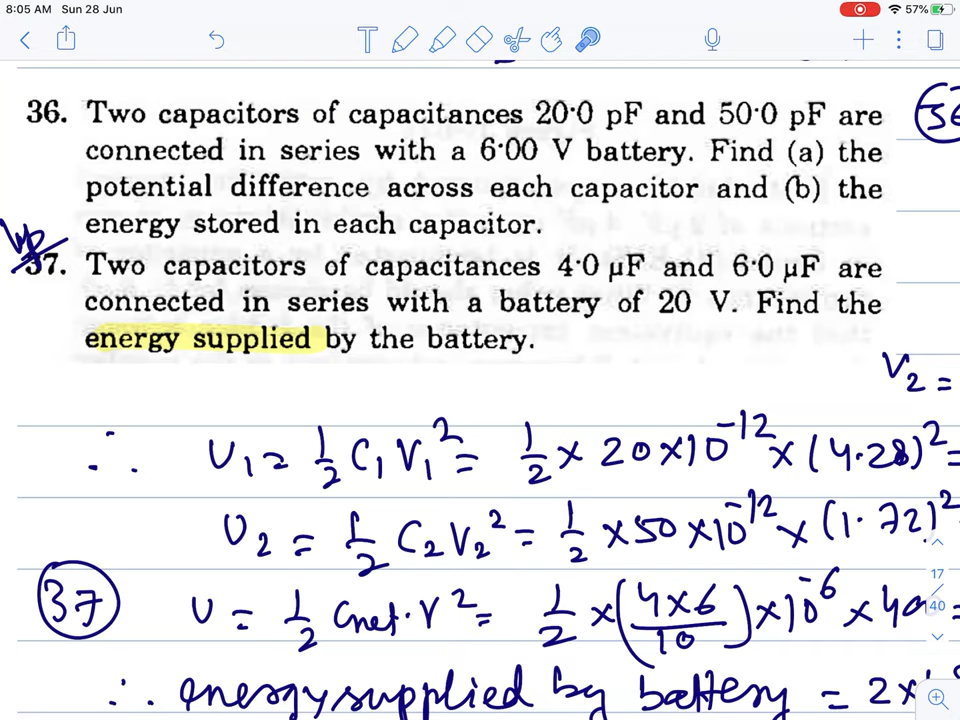 8:05 AM Sun 28 Jun
57%
T
36. Two capacitors of capacitances 20·0 pF and 50·0 pF are
connected in series with a 6·00 V battery. Find (a) the
potential difference across each capacitor and (b) the
energy stored in each capacitor.
37. Two capacitors of capacitances 4·0 µF and 6·0 µF are
connected in series with a battery of 20 V. Find the
energy supplied by the battery.
V₂ =
∴ U₁ = 1/2 C₁ V₁² = 1/2 × 20×10⁻¹² × (4.28)² =
U₂ = 1/2 C₂ V₂² = 1/2 × 50×10⁻¹² × (1.72)²
17
40
37 U = 1/2 Cnet · V² = 1/2 × (4×6/10) × 10⁻⁶ × 40
∴ energy supplied by battery = 2×